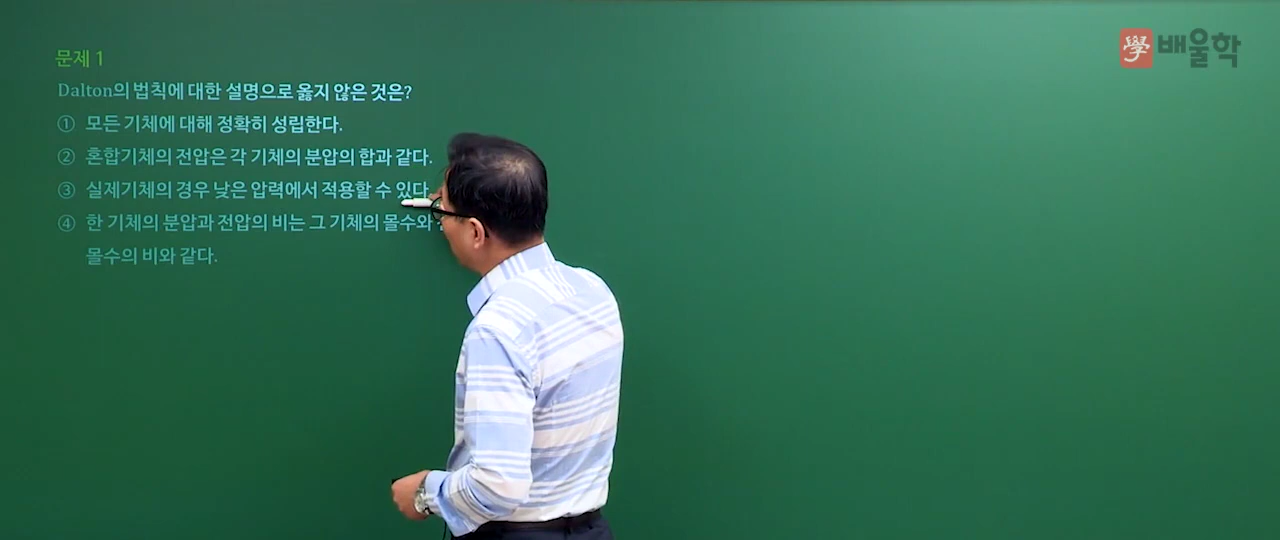 문제 1
Dalton의 법칙에 대한 설명으로 옳지 않은 것은?
① 모든 기체에 대해 정확히 성립한다.
② 혼합기체의 전압은 각 기체의 분압의 합과 같다.
③ 실제기체의 경우 낮은 압력에서 적용할 수 있다
④ 한 기체의 분압과 전압의 비는 그 기체의 몰수와
몰수의 비와 같다.
學 배울학